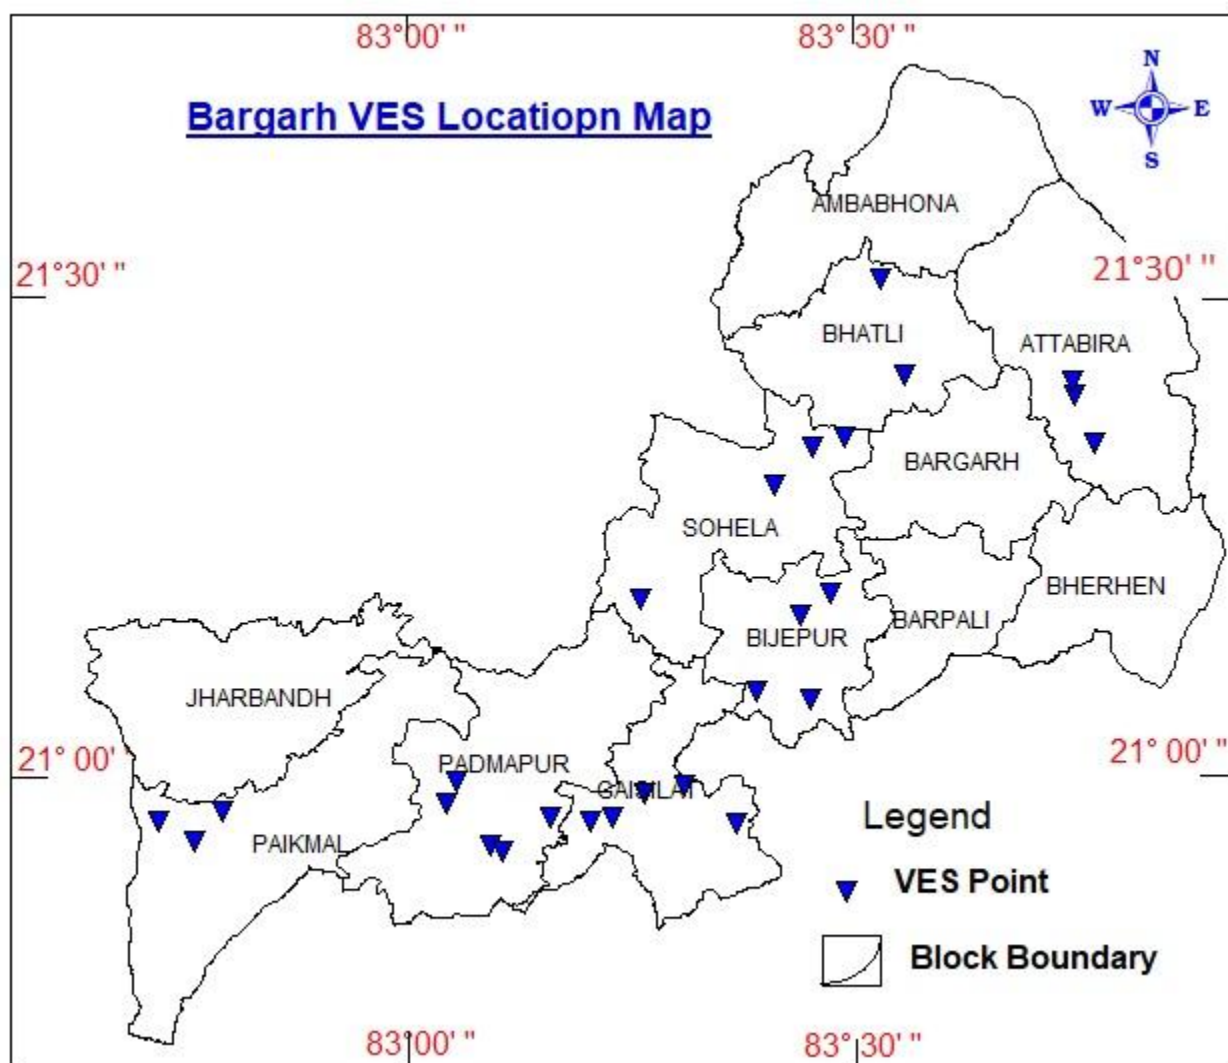 83°00' "
83°30' "
Bargarh VES Locatiopn Map
N
W
E
S
AMBABHONA
21°30' "
21°30' "
BHATLI
ATTABIRA
BARGARH
SOHELA
BHERHEN
BARPALI
BIJEPUR
JHARBANDH
21° 00' "
21° 00' "
PADMAPUR
GAISILAT
Legend
PAIKMAL
VES Point
Block Boundary
83°00' "
83°30' "